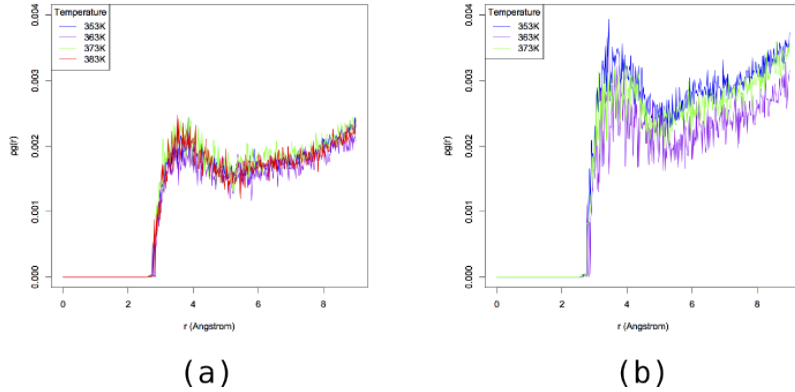 Temperature
353K
363K
373K
383K
0.004
0.003
0.002
0.001
0.000
ρg(r)
0 2 4 6 8
r (Angstrom)
(a)
Temperature
353K
363K
373K
0.004
0.003
0.002
0.001
0.000
ρg(r)
0 2 4 6 8
r (Angstrom)
(b)